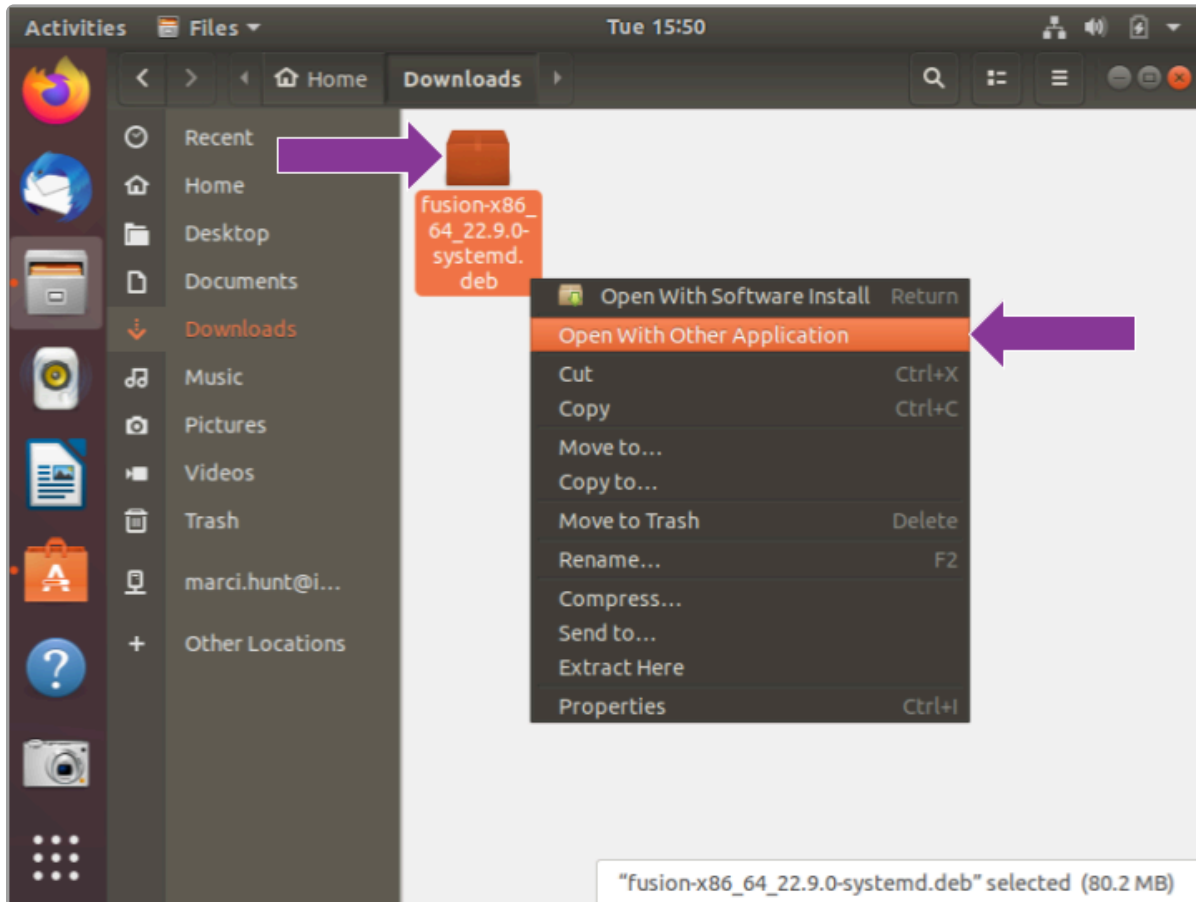 Activities Files Tue 15:50
Home Downloads
Recent
Home
Desktop
Documents
Downloads
Music
Pictures
Videos
Trash
marci.hunt@i...
Other Locations
fusion-x86_
64_22.9.0-
systemd.
deb
Open With Software Install Return
Open With Other Application
Cut Ctrl+X
Copy Ctrl+C
Move to...
Copy to...
Move to Trash Delete
Rename... F2
Compress...
Send to...
Extract Here
Properties Ctrl+I
“fusion-x86_64_22.9.0-systemd.deb” selected (80.2 MB)